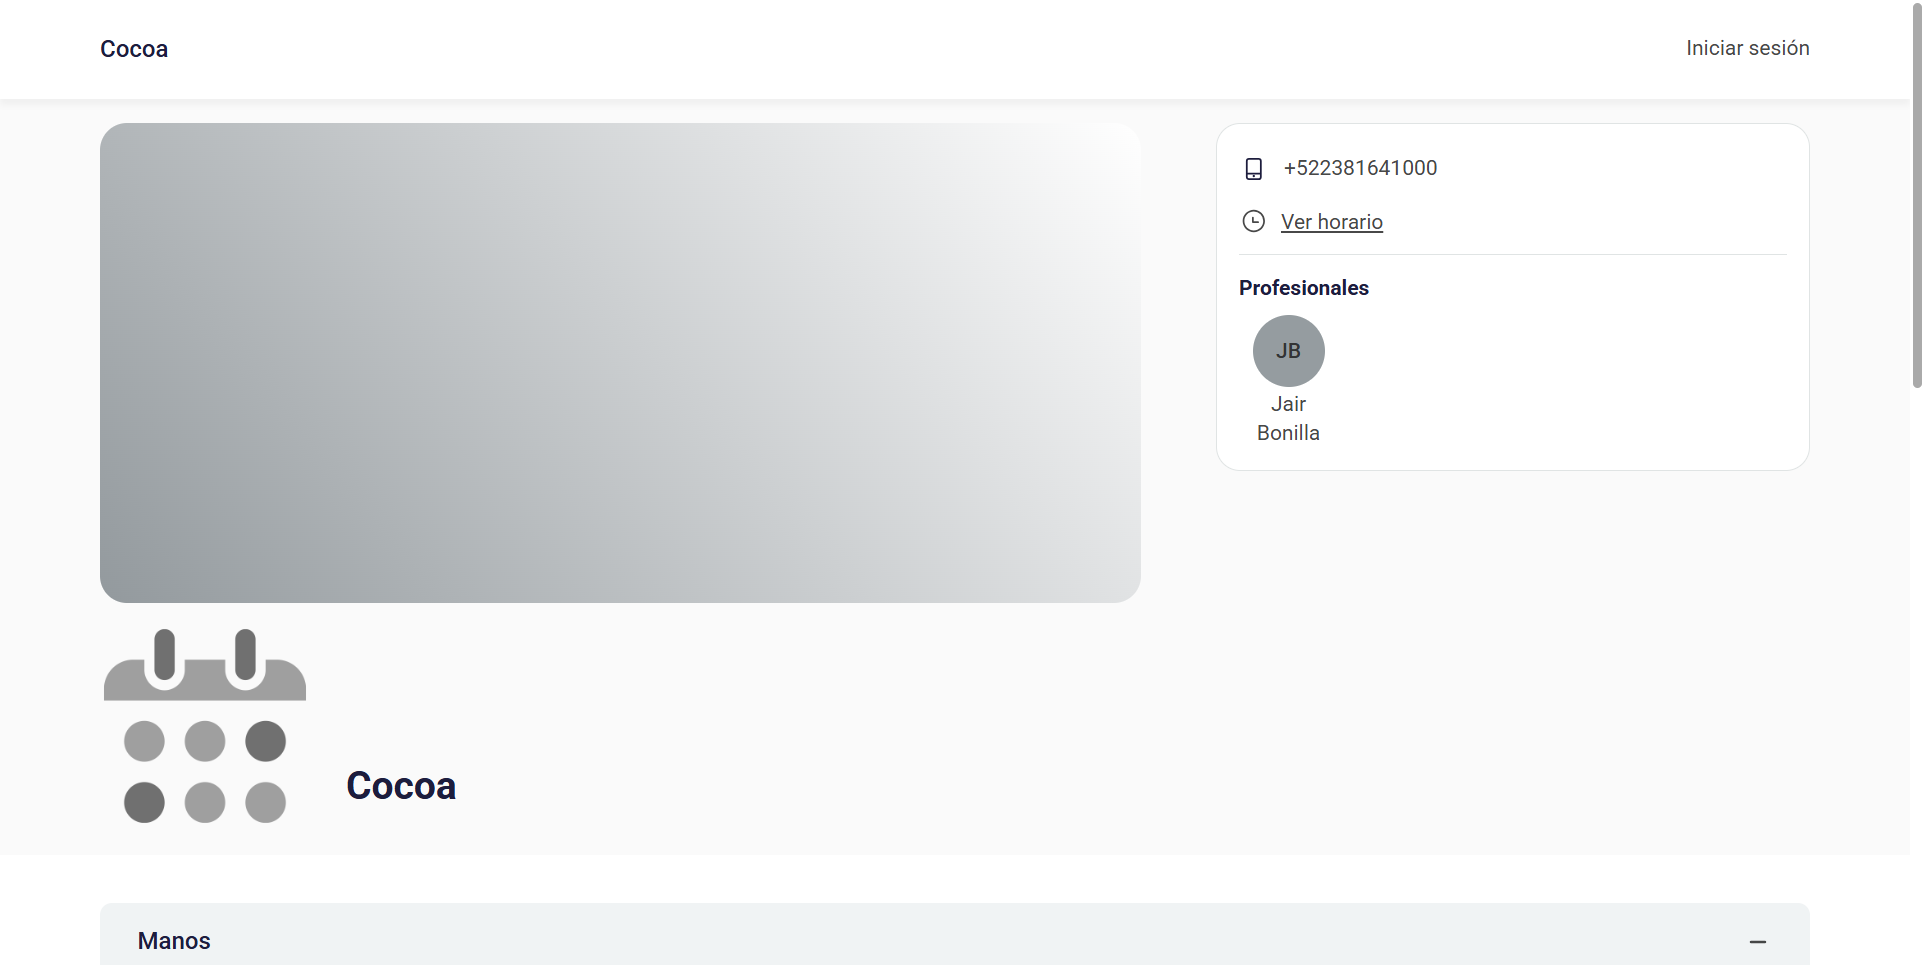 Cocoa
Iniciar sesión
+522381641000
Ver horario
Profesionales
JB
Jair
Bonilla
Cocoa
Manos